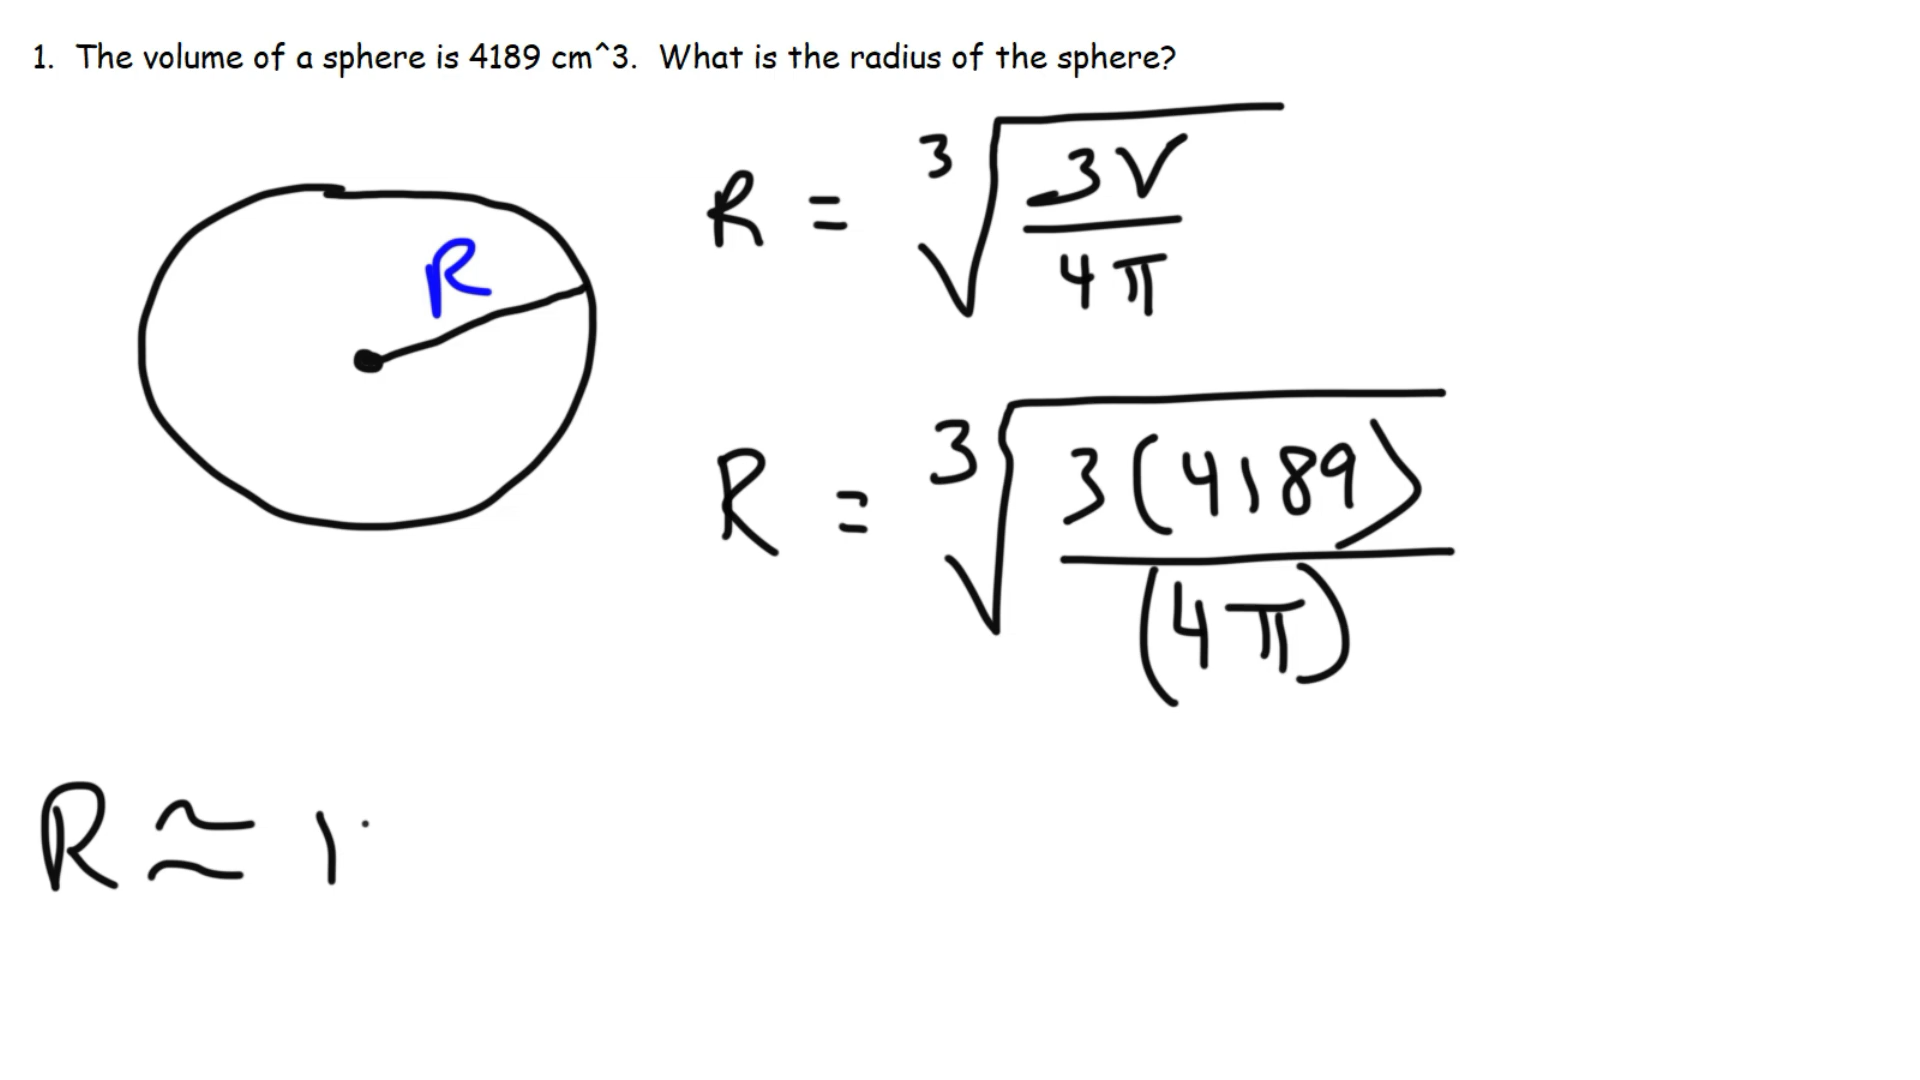 1. The volume of a sphere is 4189 cm^3. What is the radius of the sphere?
R
R = ∛(3V / 4π)
R = ∛(3(4189) / (4π))
R ≈ 1